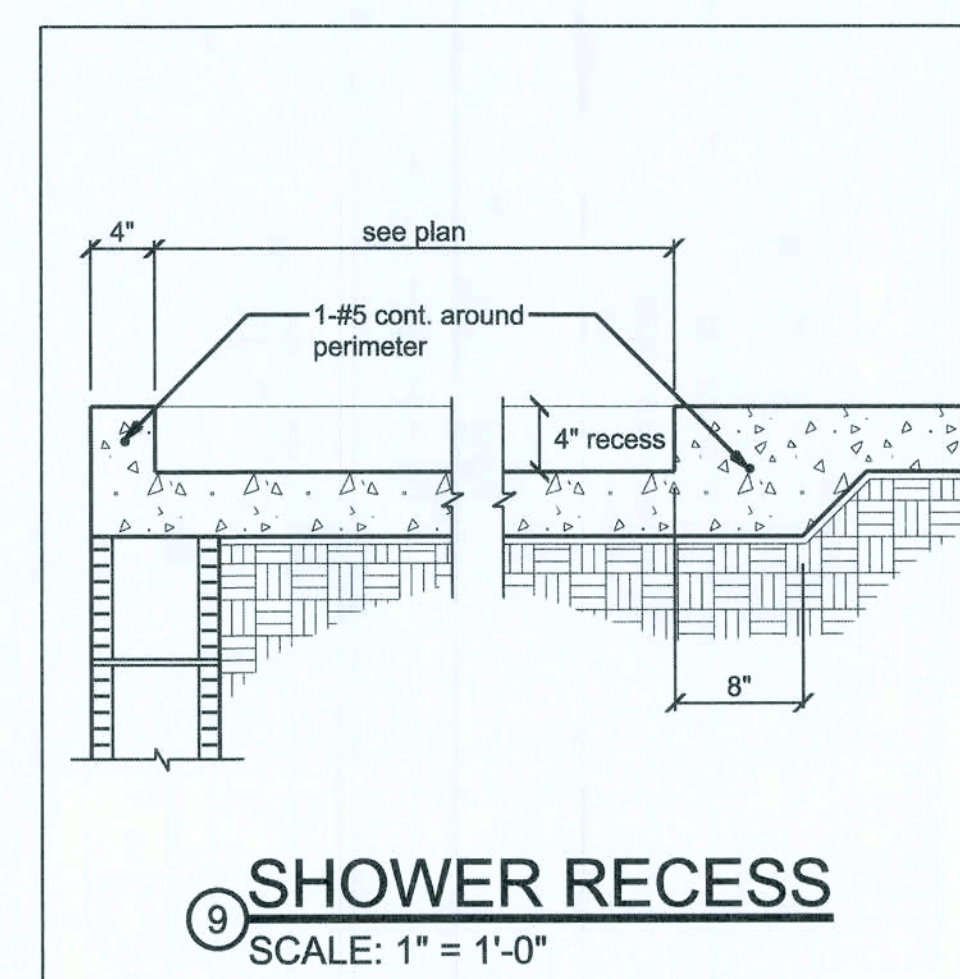 4"
see plan
1-#5 cont. around
perimeter
4" recess
8"
9
SHOWER RECESS
SCALE: 1" = 1'-0"